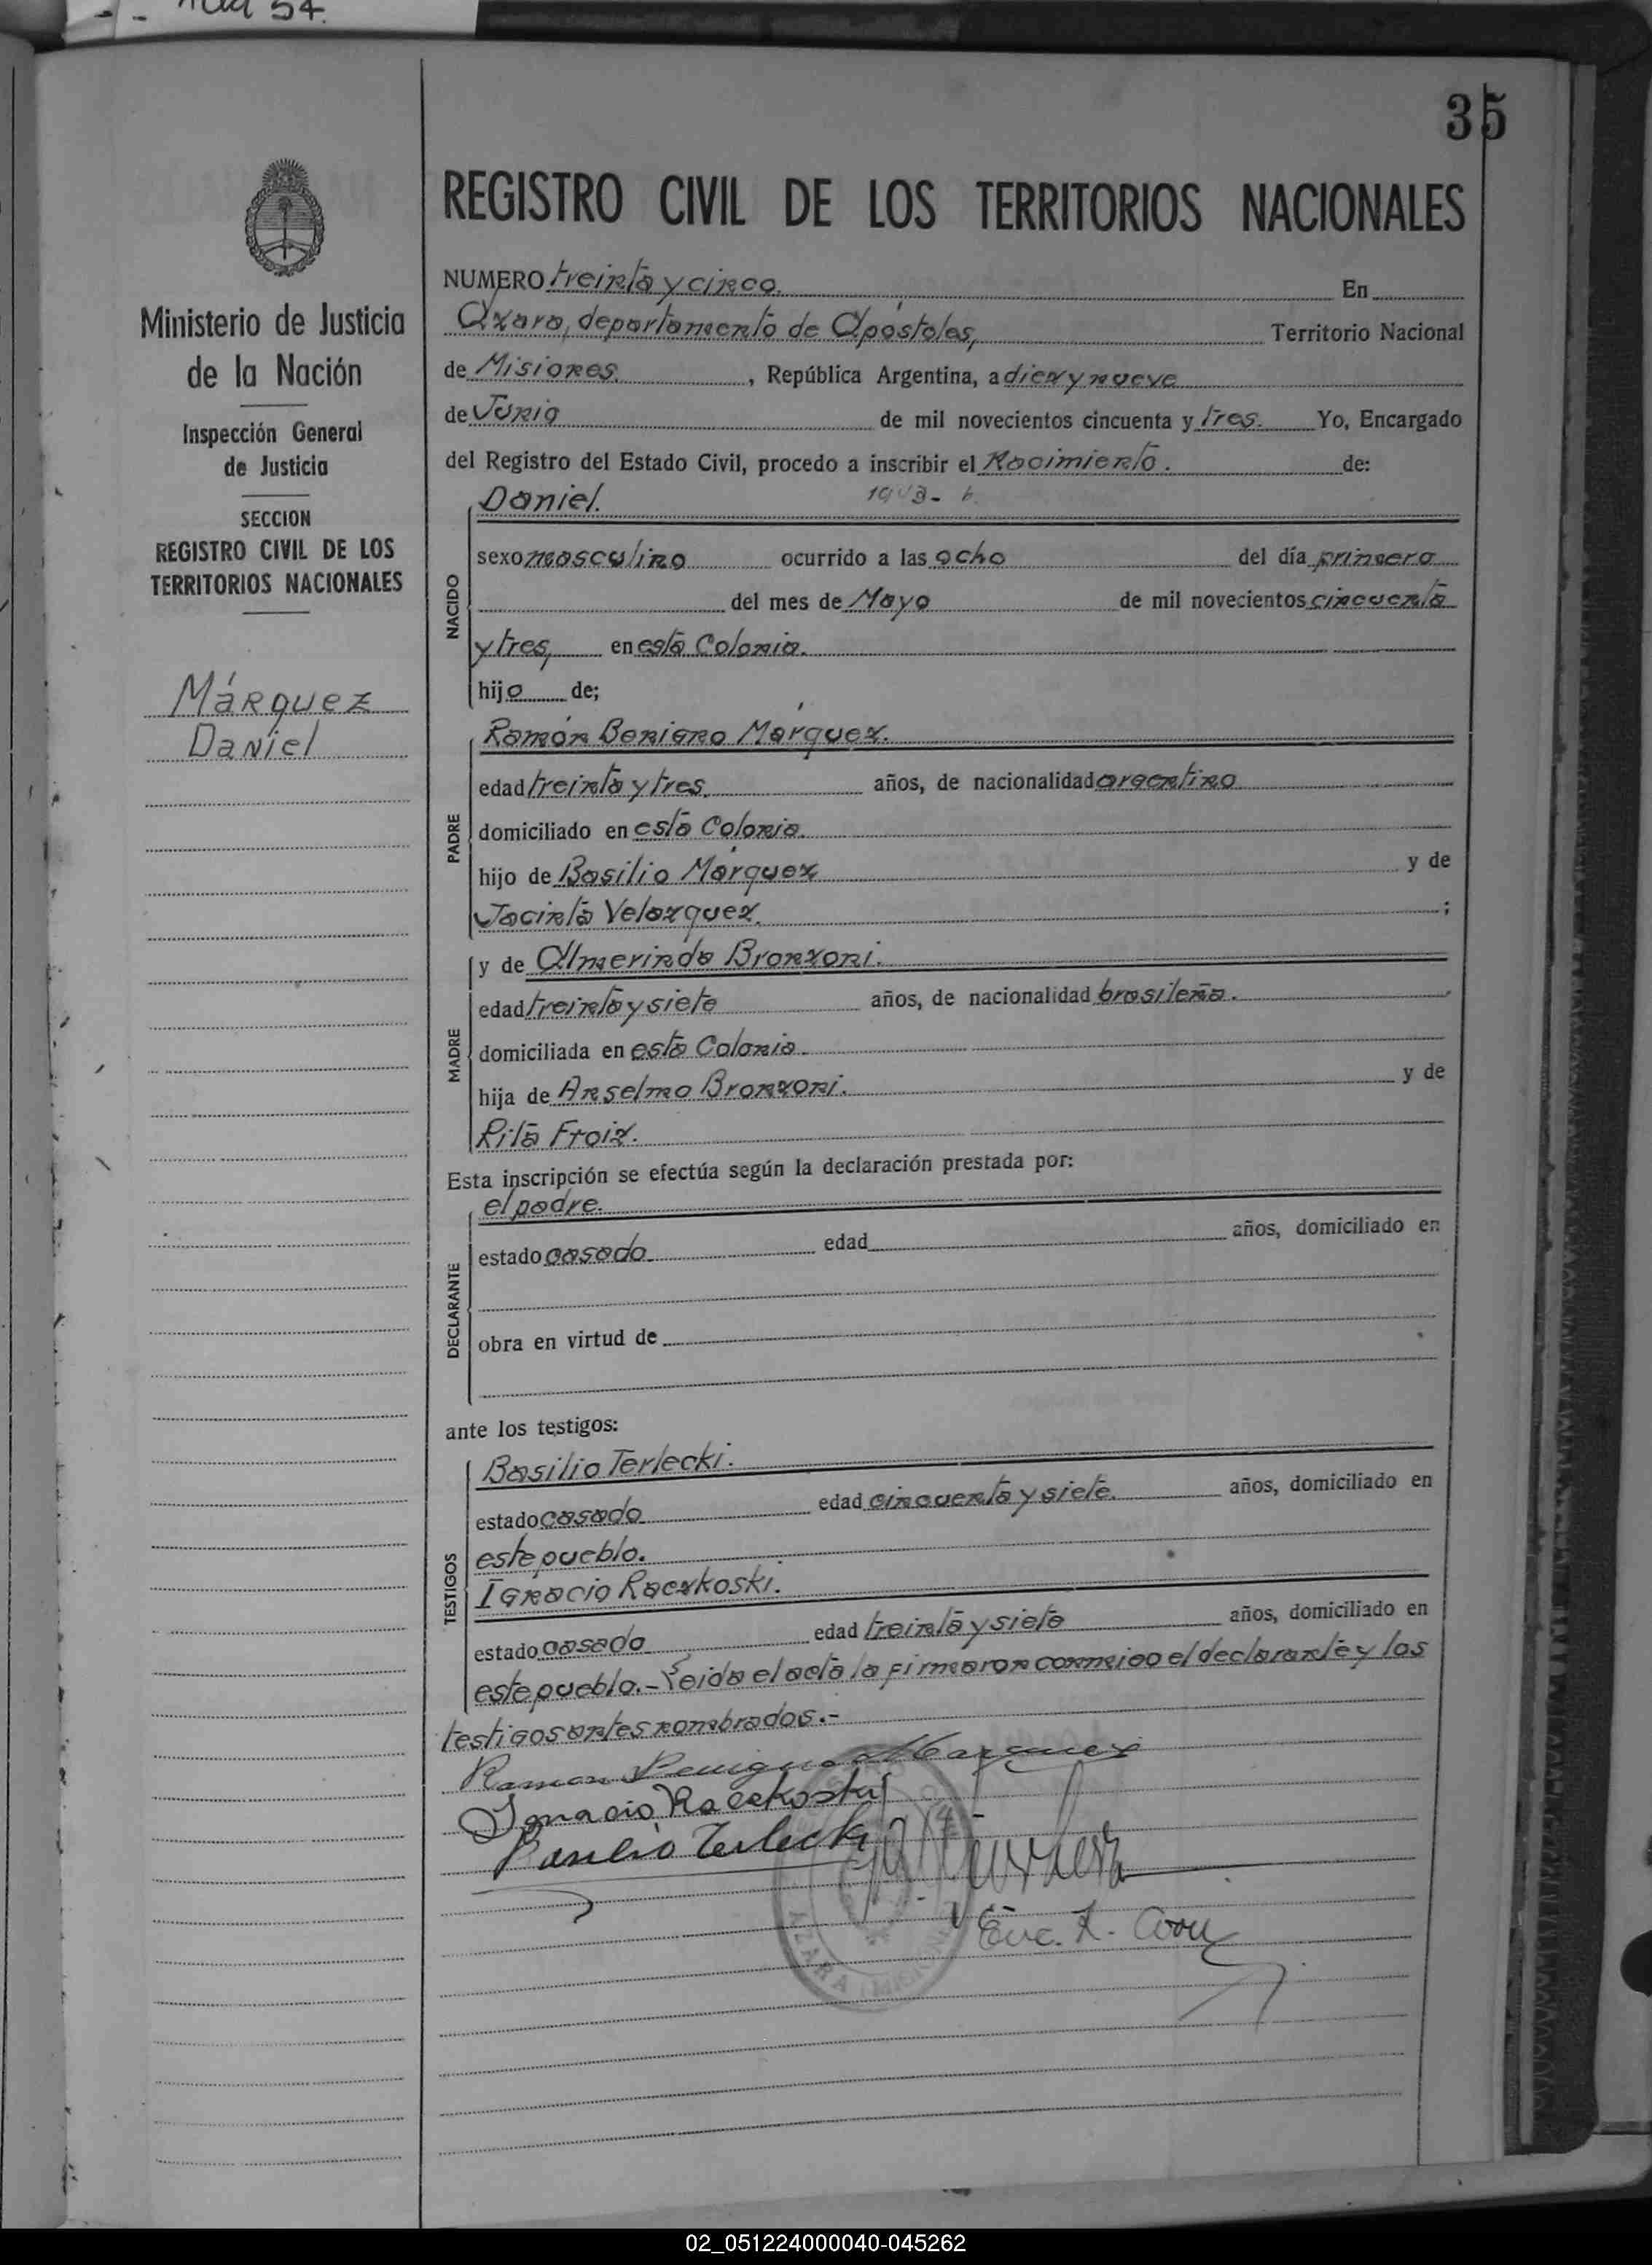 54.
35
REGISTRO CIVIL DE LOS TERRITORIOS NACIONALES
Ministerio de Justicia
de la Nación
Inspección General
de Justicia
SECCION
REGISTRO CIVIL DE LOS
TERRITORIOS NACIONALES
Márquez
Daniel
NUMERO treinta y cinco. En
Azara, departamento de Apóstoles, Territorio Nacional
de Misiones. , República Argentina, a diez y nueve
de Junio de mil novecientos cincuenta y tres. Yo, Encargado
del Registro del Estado Civil, procedo a inscribir el Nacimiento. de:
Daniel.
NACIDO
sexo masculino ocurrido a las ocho del día primero
del mes de Mayo de mil novecientos cincuenta
y tres, en esta Colonia.
hijo de;
PADRE
Ramón Benigno Márquez.
edad treinta y tres. años, de nacionalidad argentino
domiciliado en esta Colonia.
hijo de Basilio Márquez y de
Jacinta Velazquez. ;
MADRE
y de Almerinda Bronzoni.
edad treinta y siete años, de nacionalidad brasileña.
domiciliada en esta Colonia.
hija de Anselmo Bronzoni. y de
Rita Froiz.
Esta inscripción se efectúa según la declaración prestada por:
DECLARANTE
el padre.
estado casado. edad años, domiciliado en
obra en virtud de
ante los testigos:
TESTIGOS
Basilio Terlecki.
estado casado edad cincuenta y siete. años, domiciliado en
este pueblo.
Ignacio Raczkoski.
estado casado edad treinta y siete años, domiciliado en
este pueblo.- Leida el acta la firmaron conmigo el declarante y los
testigos antes nombrados.-
Ramon Benigno Marquez
Ignacio Raczkoski
Basilio Terlecki
AZARA
Enc. R. Civil
02_051224000040-045262